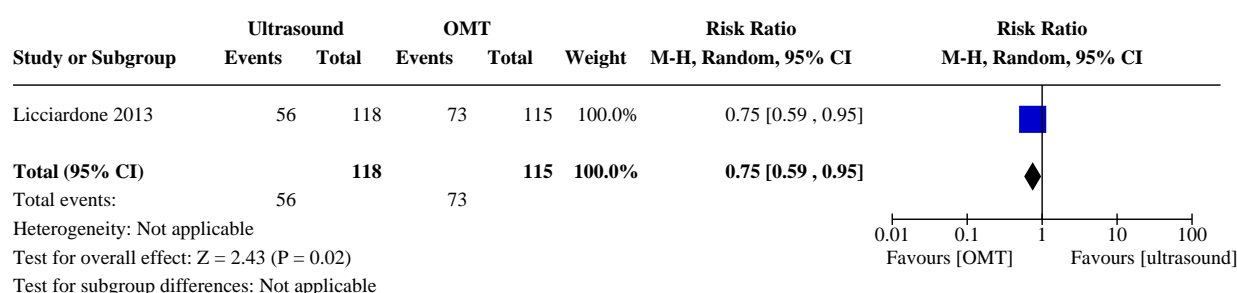 Ultrasound OMT Risk Ratio Risk Ratio
Study or Subgroup Events Total Events Total Weight M-H, Random, 95% CI M-H, Random, 95% CI
Licciardone 2013 56 118 73 115 100.0% 0.75 [0.59 , 0.95]
Total (95% CI) 118 115 100.0% 0.75 [0.59 , 0.95]
Total events: 56 73
Heterogeneity: Not applicable
0.01 0.1 1 10 100
Test for overall effect: Z = 2.43 (P = 0.02) Favours [OMT] Favours [ultrasound]
Test for subgroup differences: Not applicable